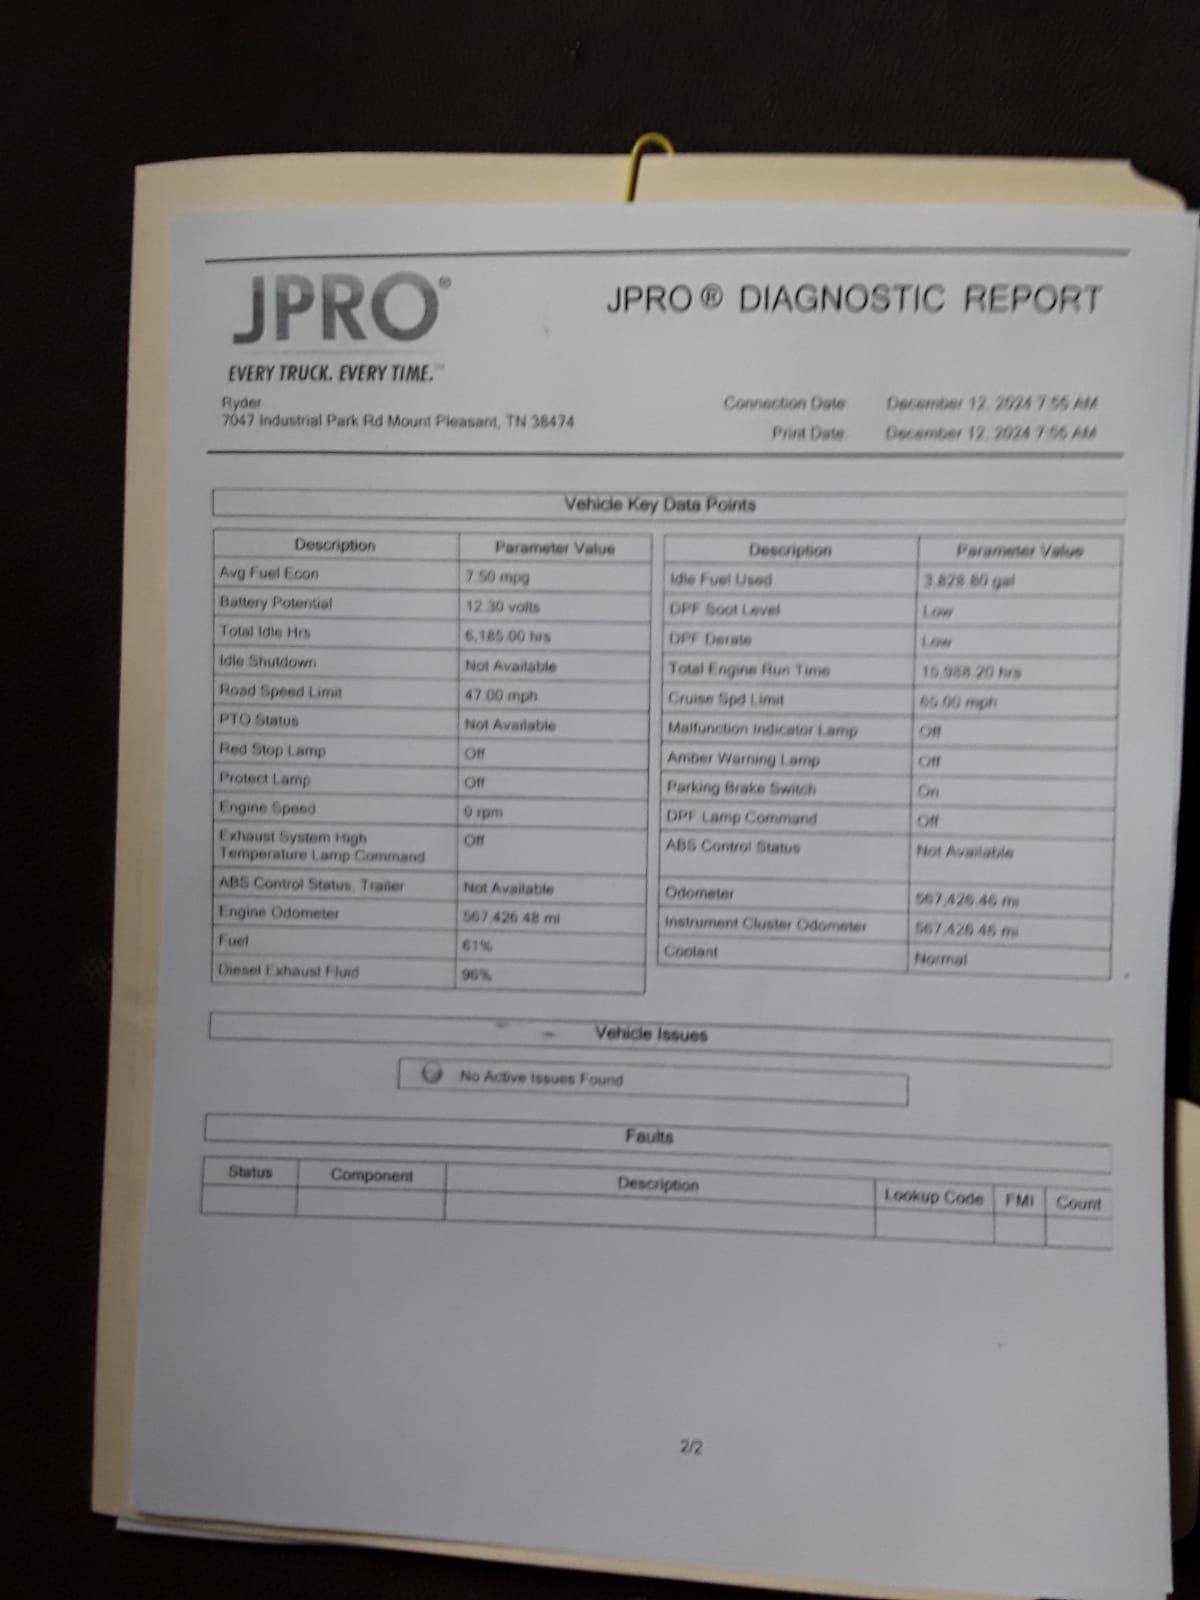 JPRO®
JPRO® DIAGNOSTIC REPORT
EVERY TRUCK. EVERY TIME.™
Ryder
7047 Industrial Park Rd Mount Pleasant, TN 38474
Connection Date: December 12, 2024 7:55 AM
Print Date: December 12, 2024 7:55 AM
Vehicle Key Data Points
Description Parameter Value
Avg Fuel Econ 7.50 mpg
Battery Potential 12.30 volts
Total Idle Hrs 6,185.00 hrs
Idle Shutdown Not Available
Road Speed Limit 47.00 mph
PTO Status Not Available
Red Stop Lamp Off
Protect Lamp Off
Engine Speed 0 rpm
Exhaust System High Off
Temperature Lamp Command
ABS Control Status, Trailer Not Available
Engine Odometer 567,426.48 mi
Fuel 61%
Diesel Exhaust Fluid 96%
Description Parameter Value
Idle Fuel Used 3,828.80 gal
DPF Soot Level Low
DPF Derate Low
Total Engine Run Time 15,988.20 hrs
Cruise Spd Limit 65.00 mph
Malfunction Indicator Lamp Off
Amber Warning Lamp Off
Parking Brake Switch On
DPF Lamp Command Off
ABS Control Status Not Available
Odometer 567,426.46 mi
Instrument Cluster Odometer 567,426.46 mi
Coolant Normal
Vehicle Issues
No Active Issues Found
Faults
Status Component Description Lookup Code FMI Count
2/2